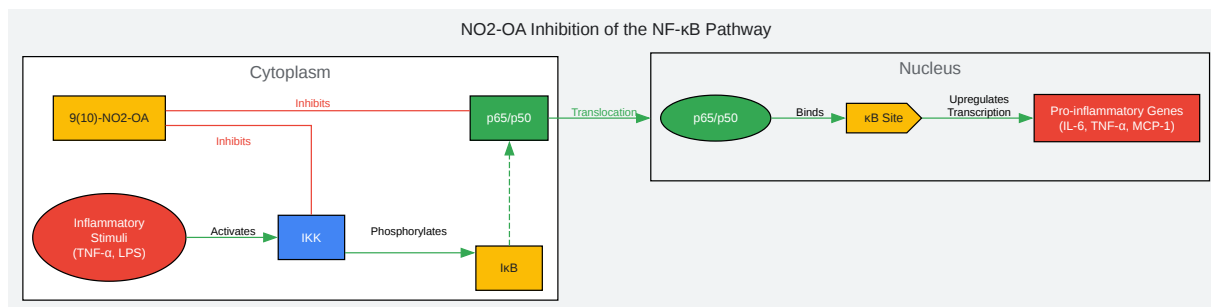 NO2-OA Inhibition of the NF-κB Pathway
Cytoplasm
9(10)-NO2-OA
Inhibits
Inhibits
p65/p50
Inflammatory
Stimuli
(TNF-α, LPS)
Activates
IKK
Phosphorylates
IκB
Translocation
Nucleus
p65/p50
Binds
κB Site
Upregulates
Transcription
Pro-inflammatory Genes
(IL-6, TNF-α, MCP-1)